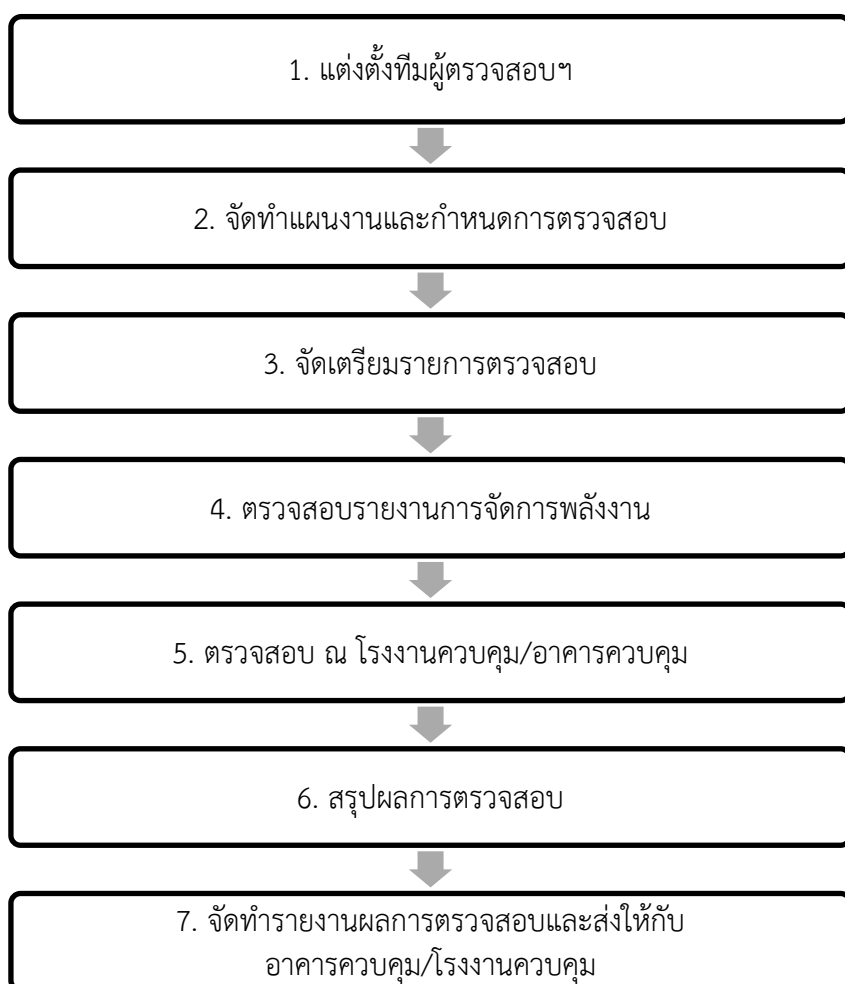 1. แต่งตั้งทีมผู้ตรวจสอบฯ
2. จัดทำแผนงานและกำหนดการตรวจสอบ
3. จัดเตรียมรายการตรวจสอบ
4. ตรวจสอบรายงานการจัดการพลังงาน
5. ตรวจสอบ ณ โรงงานควบคุม/อาคารควบคุม
6. สรุปผลการตรวจสอบ
7. จัดทำรายงานผลการตรวจสอบและส่งให้กับ
อาคารควบคุม/โรงงานควบคุม